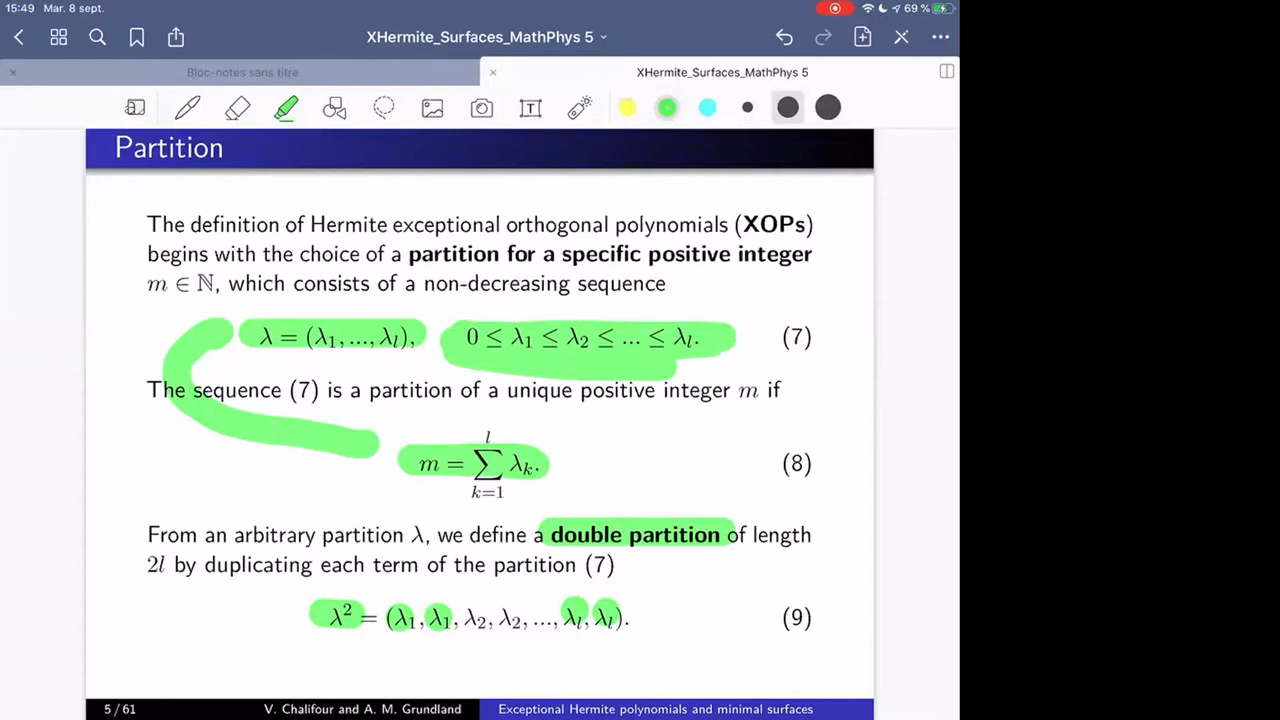 15:49 Mar. 8 sept. 69 %
XHermite_Surfaces_MathPhys 5
Bloc-notes sans titre
XHermite_Surfaces_MathPhys 5
T
Partition
The definition of Hermite exceptional orthogonal polynomials (XOPs)
begins with the choice of a partition for a specific positive integer
m ∈ ℕ, which consists of a non-decreasing sequence
λ = (λ₁, ..., λₗ), 0 ≤ λ₁ ≤ λ₂ ≤ ... ≤ λₗ. (7)
The sequence (7) is a partition of a unique positive integer m if
m = ∑_{k=1}^{l} λₖ. (8)
From an arbitrary partition λ, we define a double partition of length
2l by duplicating each term of the partition (7)
λ² = (λ₁, λ₁, λ₂, λ₂, ..., λₗ, λₗ). (9)
5 / 61 V. Chalifour and A. M. Grundland Exceptional Hermite polynomials and minimal surfaces